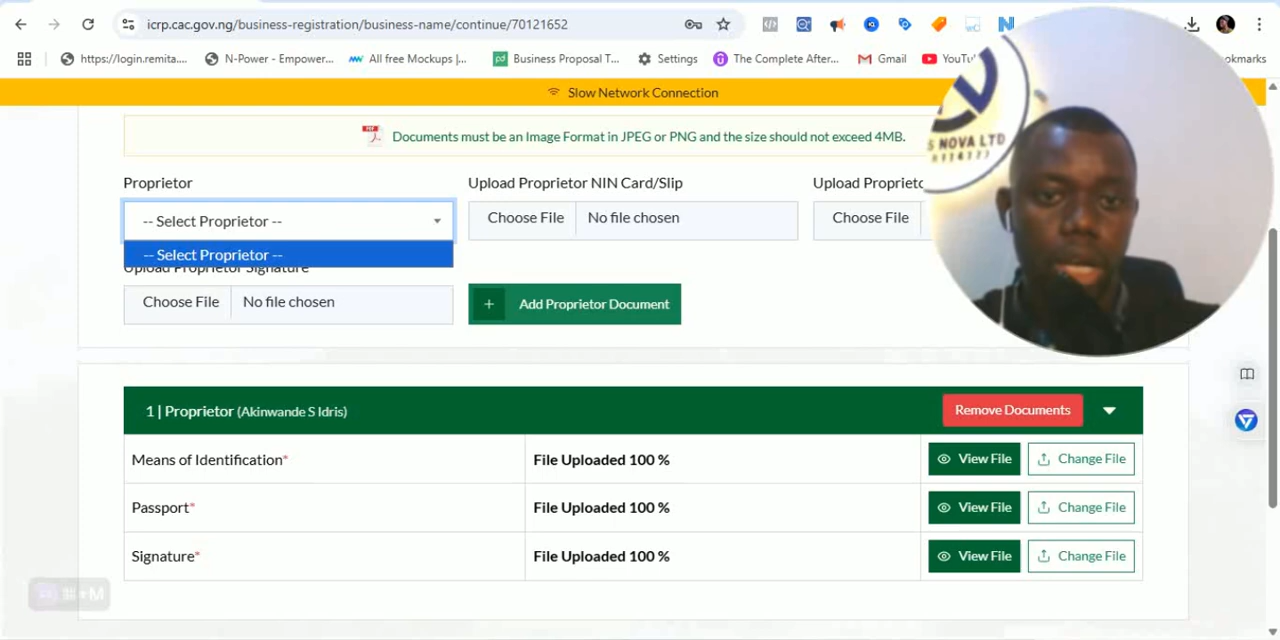 icrp.cac.gov.ng/business-registration/business-name/continue/70121652
https://login.remita.... N-Power - Empower... All free Mockups |... Business Proposal T... Settings The Complete After... Gmail YouTu okmarks
Slow Network Connection
Documents must be an Image Format in JPEG or PNG and the size should not exceed 4MB.
S NOVA LTD
Proprietor Upload Proprietor NIN Card/Slip Upload Propriet
-- Select Proprietor -- Choose File No file chosen Choose File
-- Select Proprietor --
Upload Proprietor Signature
Choose File No file chosen + Add Proprietor Document
1 | Proprietor (Akinwande S Idris) Remove Documents
Means of Identification* File Uploaded 100 % View File Change File
Passport* File Uploaded 100 % View File Change File
Signature* File Uploaded 100 % View File Change File